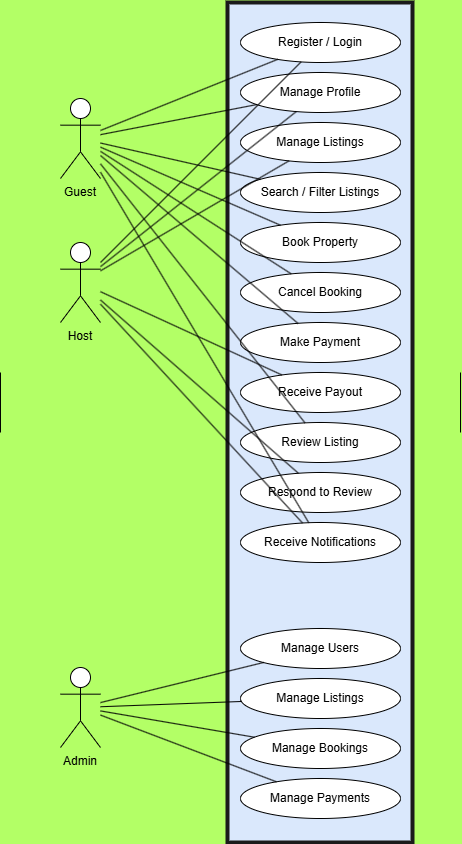 Register / Login
Manage Profile
Manage Listings
Guest
Search / Filter Listings
Book Property
Cancel Booking
Host
Make Payment
Receive Payout
Review Listing
Respond to Review
Receive Notifications
Manage Users
Manage Listings
Manage Bookings
Admin
Manage Payments